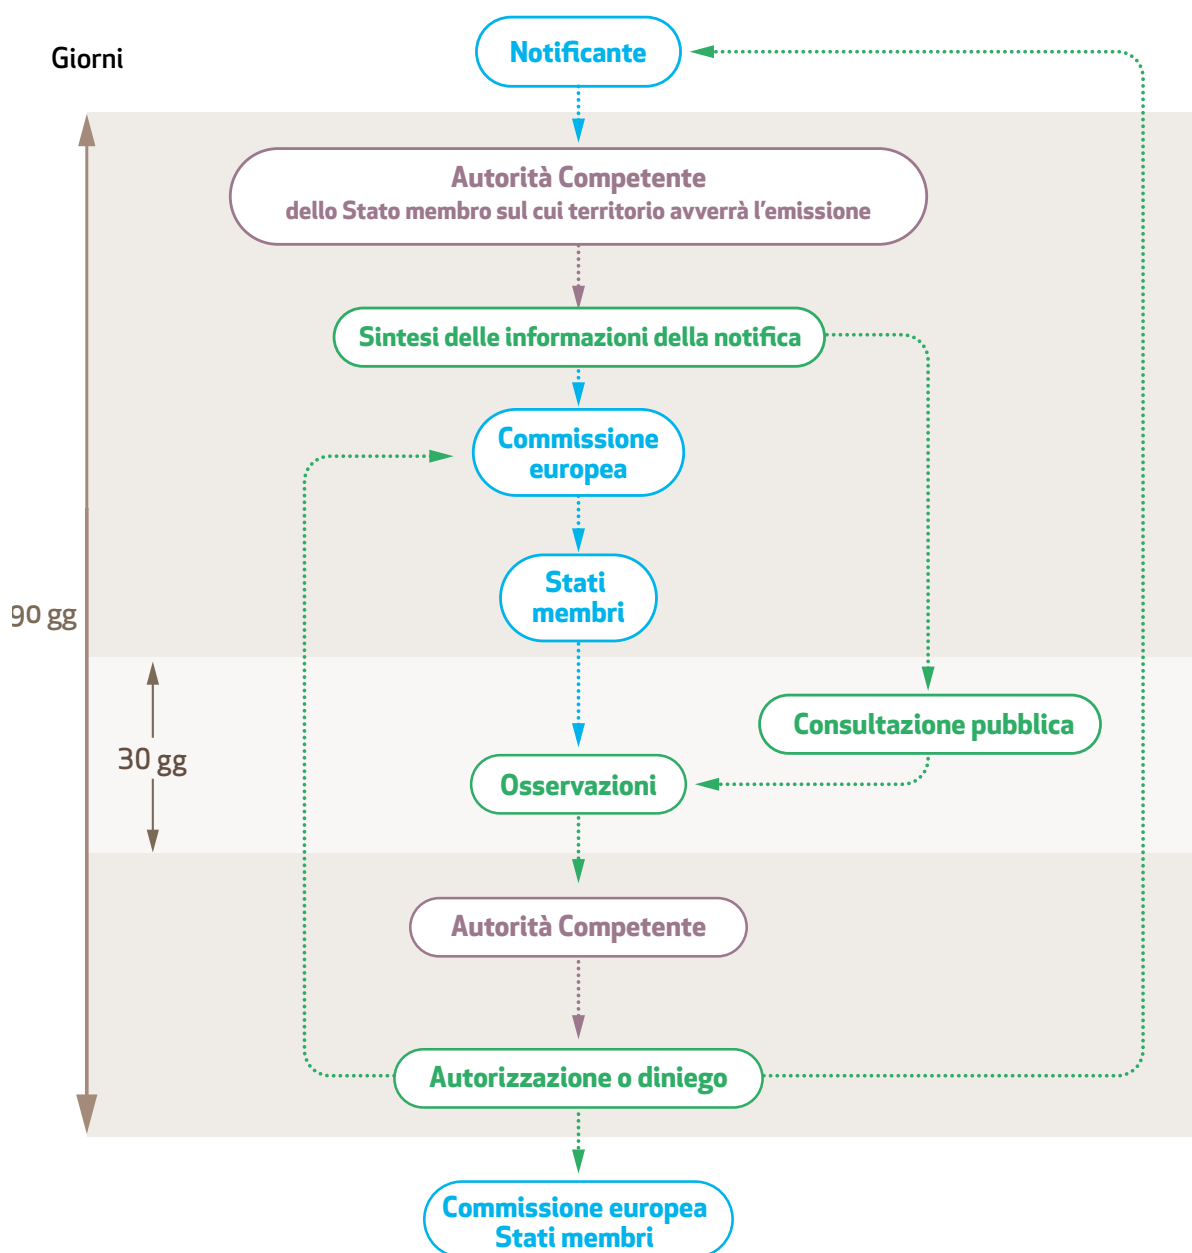 Giorni
Notificante
Autorità Competente
dello Stato membro sul cui territorio avverrà l'emissione
Sintesi delle informazioni della notifica
Commissione
europea
Stati
membri
90 gg
Consultazione pubblica
30 gg
Osservazioni
Autorità Competente
Autorizzazione o diniego
Commissione europea
Stati membri